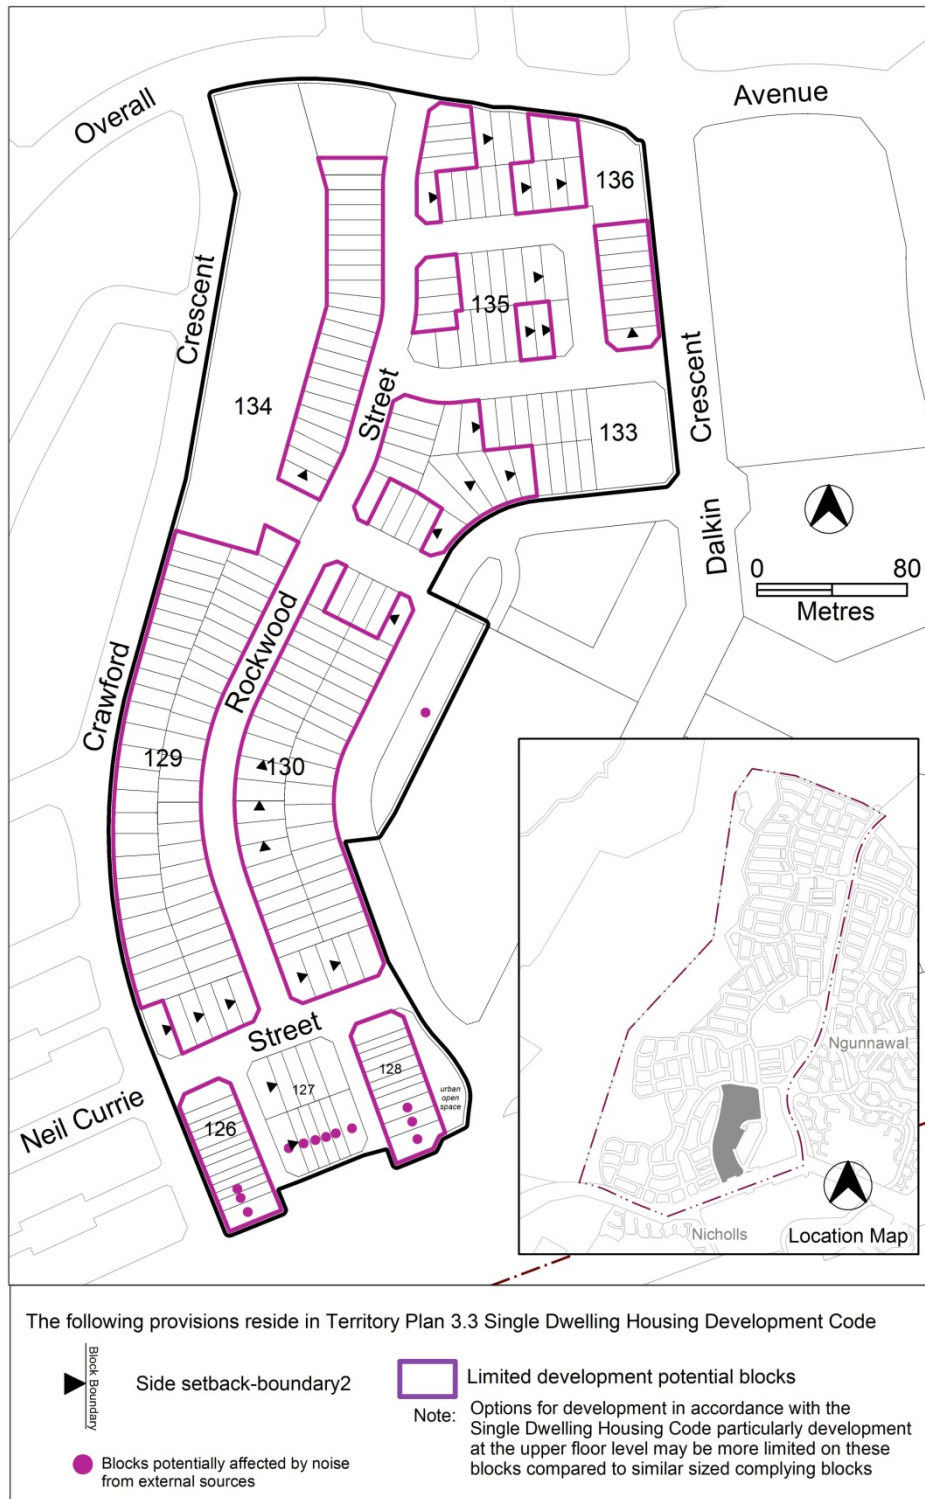 Overall
Avenue
136
Crescent
135
134
Street
133
Crescent
Dalkin
0 80
Metres
Rockwood
Crawford
129
130
Street
127
128
urban
open
space
126
Neil Currie
Ngunnawal
Nicholls
Location Map
The following provisions reside in Territory Plan 3.3 Single Dwelling Housing Development Code
Block Boundary
Side setback-boundary2
Limited development potential blocks
Note: Options for development in accordance with the
Single Dwelling Housing Code particularly development
at the upper floor level may be more limited on these
blocks compared to similar sized complying blocks
Blocks potentially affected by noise
from external sources